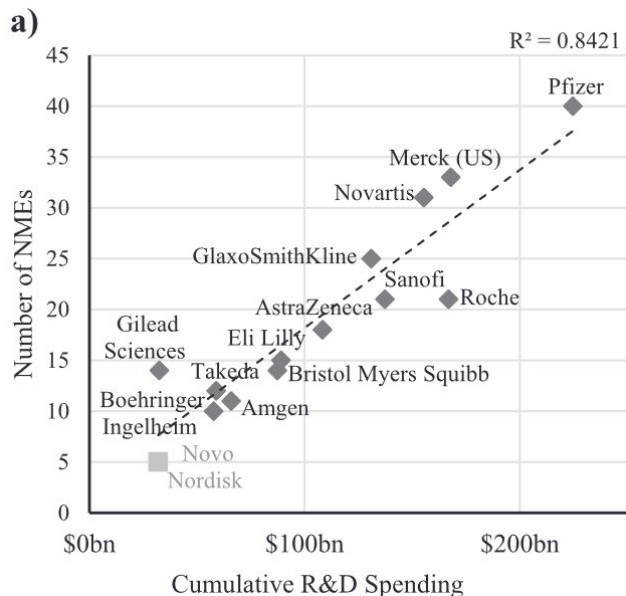 a)
R² = 0.8421
45
40
35
30
25
20
15
10
5
0
Number of NMEs
Pfizer
Merck (US)
Novartis
GlaxoSmithKline
Sanofi
Roche
AstraZeneca
Gilead
Sciences
Eli Lilly
Takeda
Bristol Myers Squibb
Boehringer
Ingelheim
Amgen
Novo
Nordisk
$0bn
$100bn
$200bn
Cumulative R&D Spending